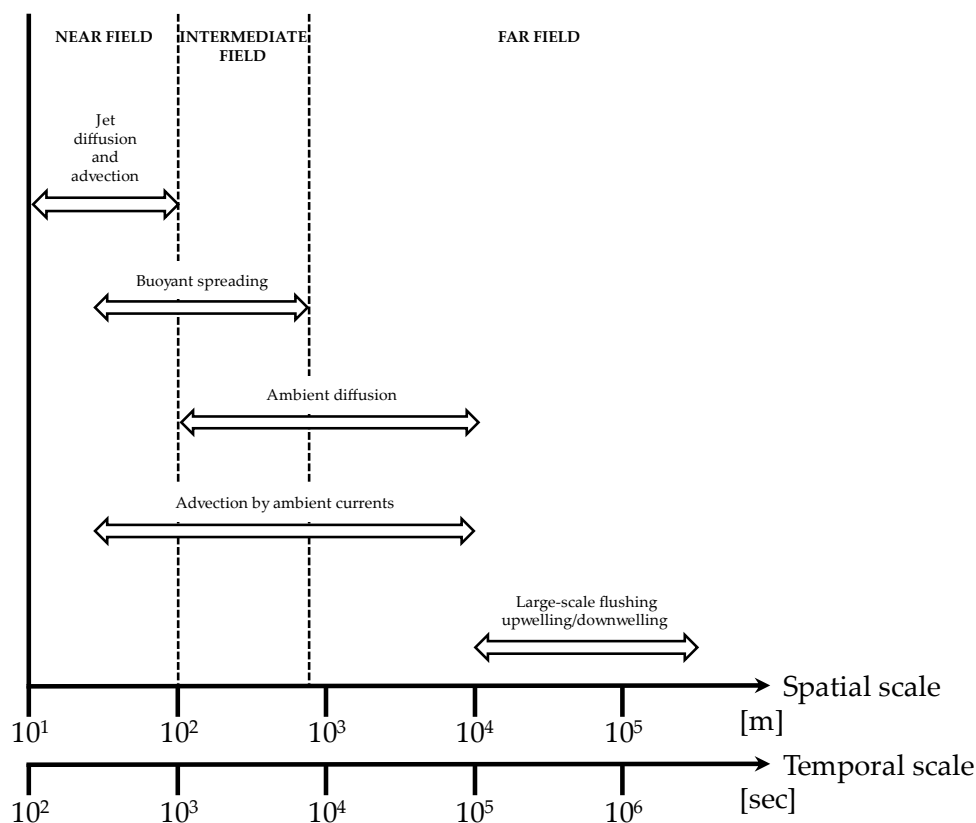 NEAR FIELD
INTERMEDIATE
FIELD
FAR FIELD
Jet
diffusion
and
advection
Buoyant spreading
Ambient diffusion
Advection by ambient currents
Large-scale flushing
upwelling/downwelling
Spatial scale
[m]
10¹ 10² 10³ 10⁴ 10⁵
Temporal scale
[sec]
10² 10³ 10⁴ 10⁵ 10⁶